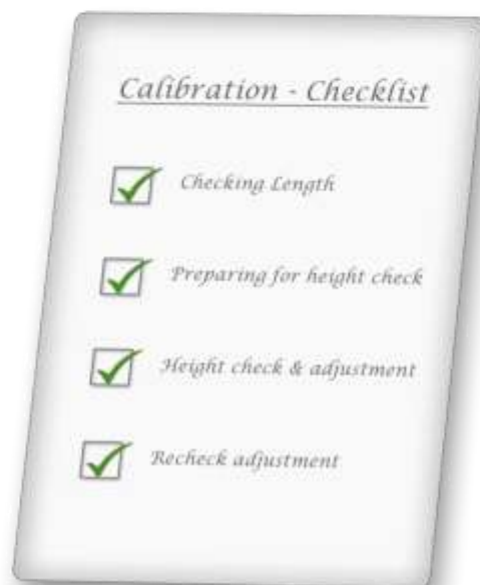 Calibration - Checklist
Checking Length
Preparing for height check
Height check & adjustment
Recheck adjustment